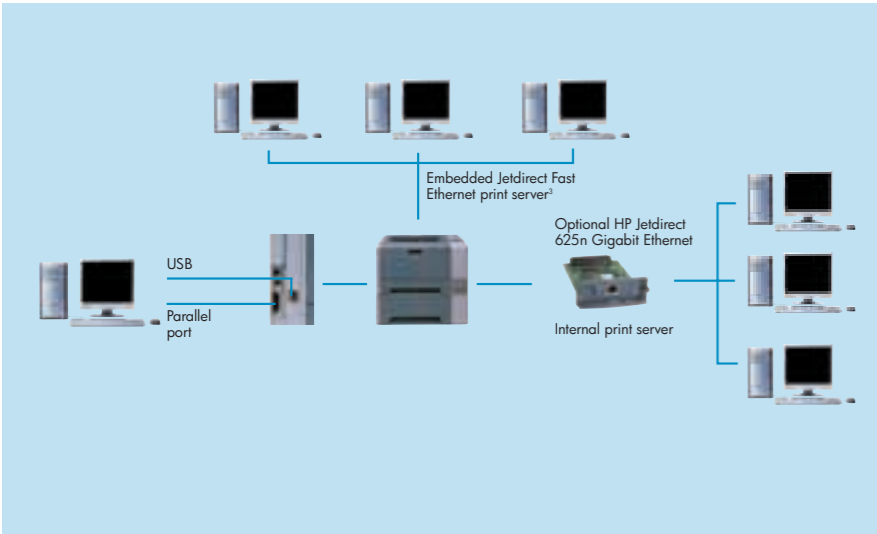 Embedded Jetdirect Fast
Ethernet print server³
Optional HP Jetdirect
625n Gigabit Ethernet
USB
Parallel
port
Internal print server